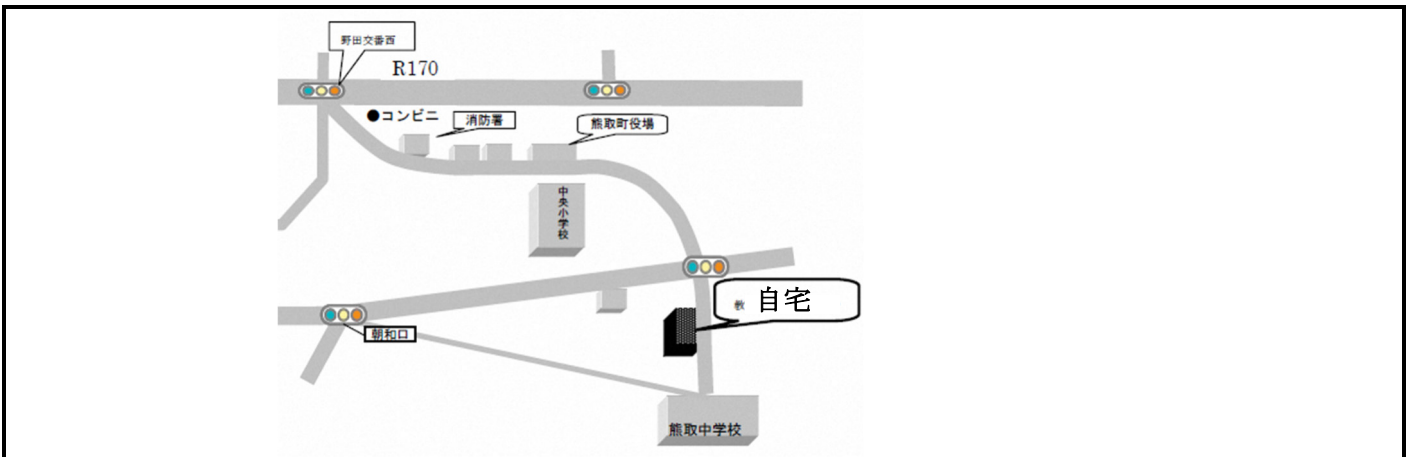 野田交番西
R170
●コンビニ
消防署
熊取町役場
中央小学校
教 自宅
朝和口
熊取中学校